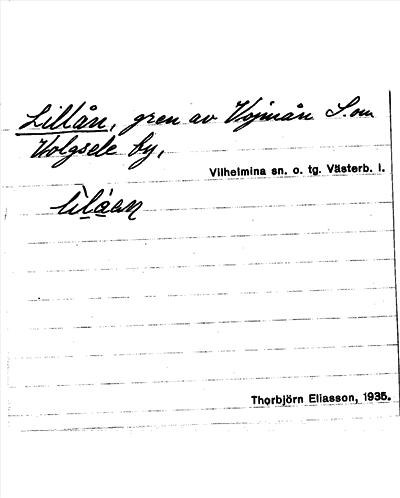 Lillån, gren av Vojmån S. om
Volgsele by,
Vilhelmina sn. o. tg. Västerb. l.
Thorbjörn Eliasson, 1935.